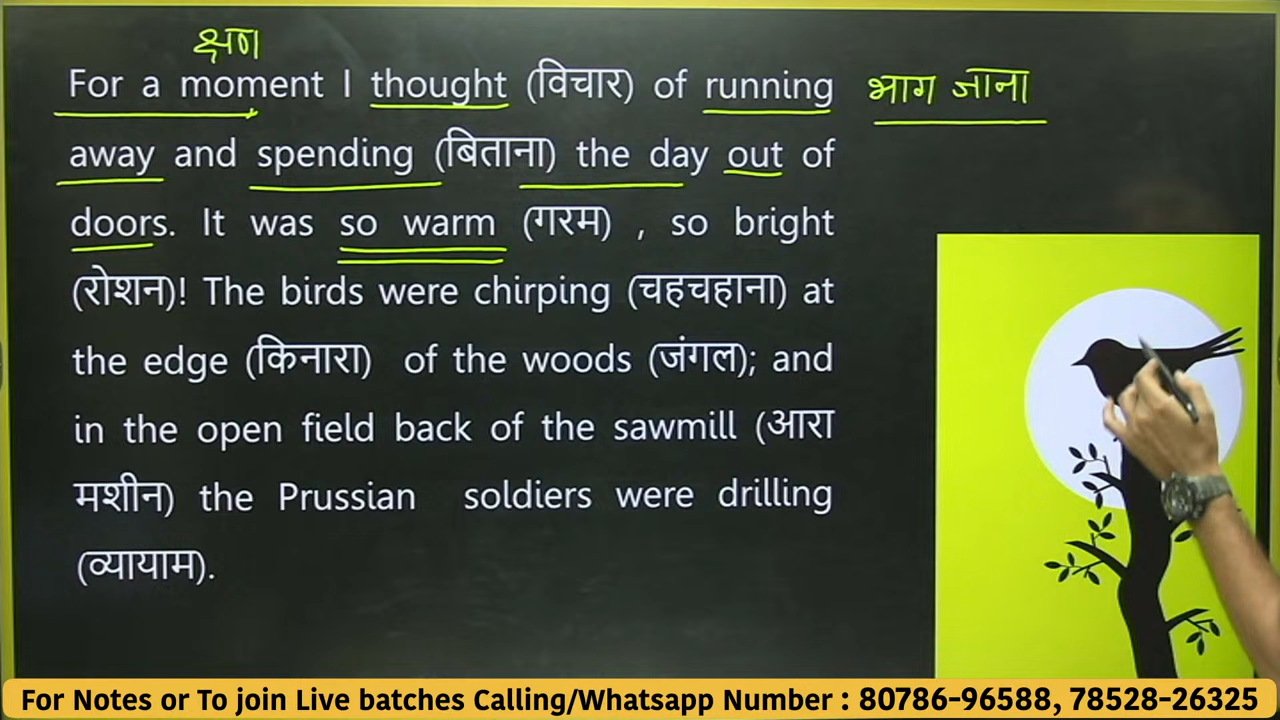 क्षण
For a moment I thought (विचार) of running भाग जाना
away and spending (बिताना) the day out of
doors. It was so warm (गरम) , so bright
(रोशन)! The birds were chirping (चहचहाना) at
the edge (किनारा) of the woods (जंगल); and
in the open field back of the sawmill (आरा
मशीन) the Prussian soldiers were drilling
(व्यायाम).
For Notes or To join Live batches Calling/Whatsapp Number : 80786-96588, 78528-26325